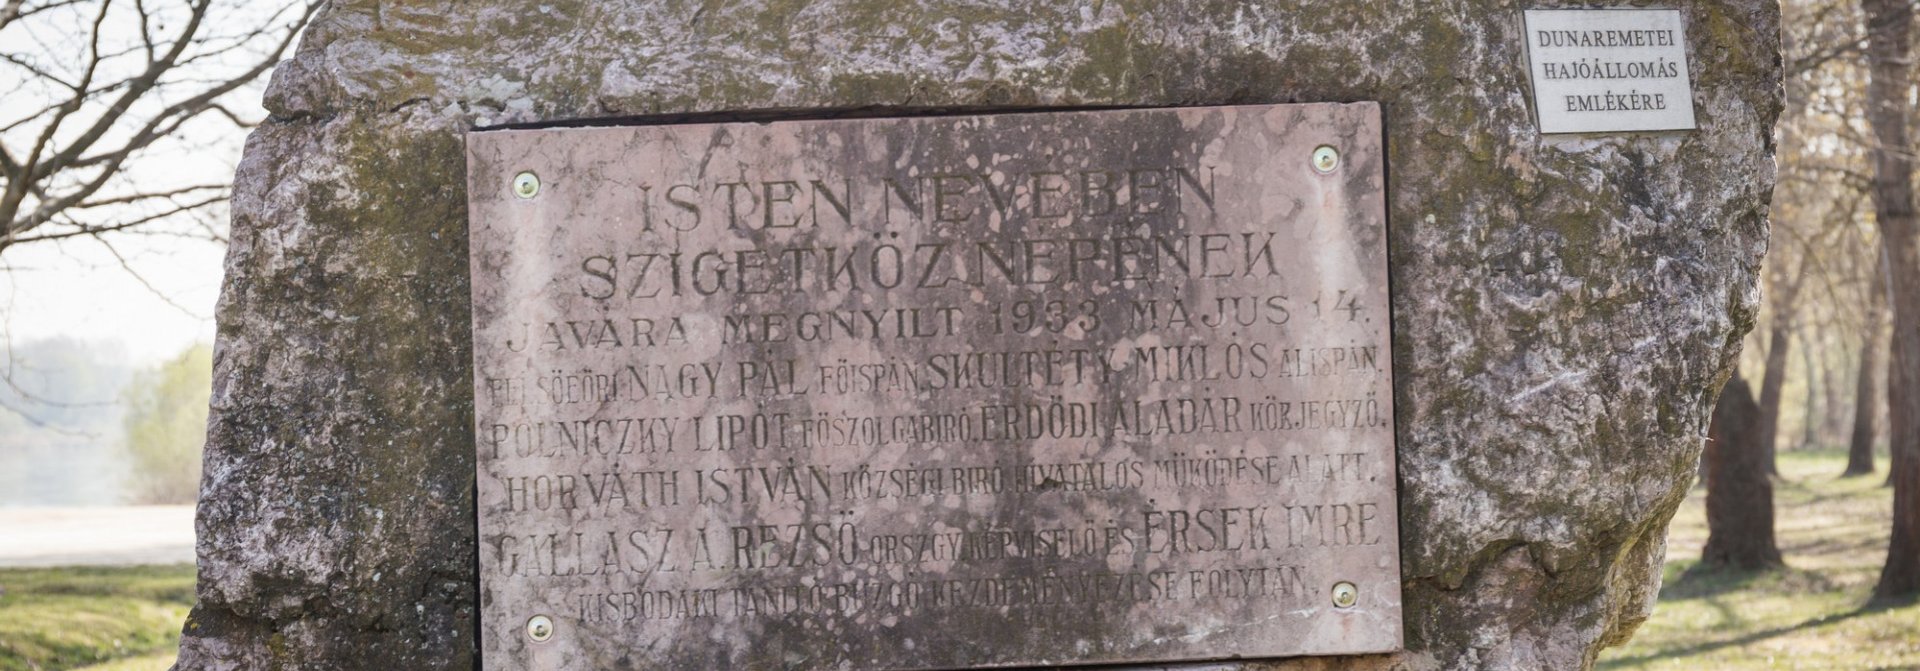 DUNAREMETEI
HAJÓÁLLOMÁS
EMLÉKÉRE
ISTEN NEVÉBEN
SZIGETKÖZ NÉPÉNEK
JAVÁRA MEGNYILT 1933 MÁJUS 14.
FELSŐEŐRI NAGY PÁL FŐISPÁN, SKULTÉTY MIKLÓS ALISPÁN,
POLNICZKY LIPÓT FŐSZOLGABIRÓ, ERDŐDI ALADÁR KÖRJEGYZŐ,
HORVÁTH ISTVÁN KÖZSÉGI BIRÓ HIVATALOS MŰKÖDÉSE ALATT,
GALLASZ A. REZSŐ ORSZGY. KÉPVISELŐ ÉS ÉRSEK IMRE
KISBODAKI TANITÓ BUZGÓ KEZDEMÉNYEZÉSE FOLYTÁN.